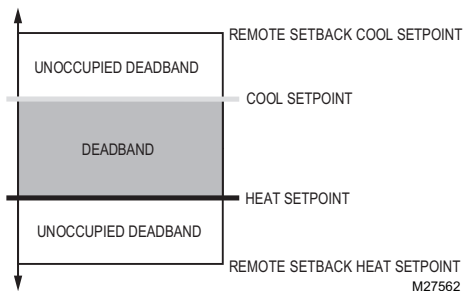 REMOTE SETBACK COOL SETPOINT
UNOCCUPIED DEADBAND
COOL SETPOINT
DEADBAND
HEAT SETPOINT
UNOCCUPIED DEADBAND
REMOTE SETBACK HEAT SETPOINT
M27562